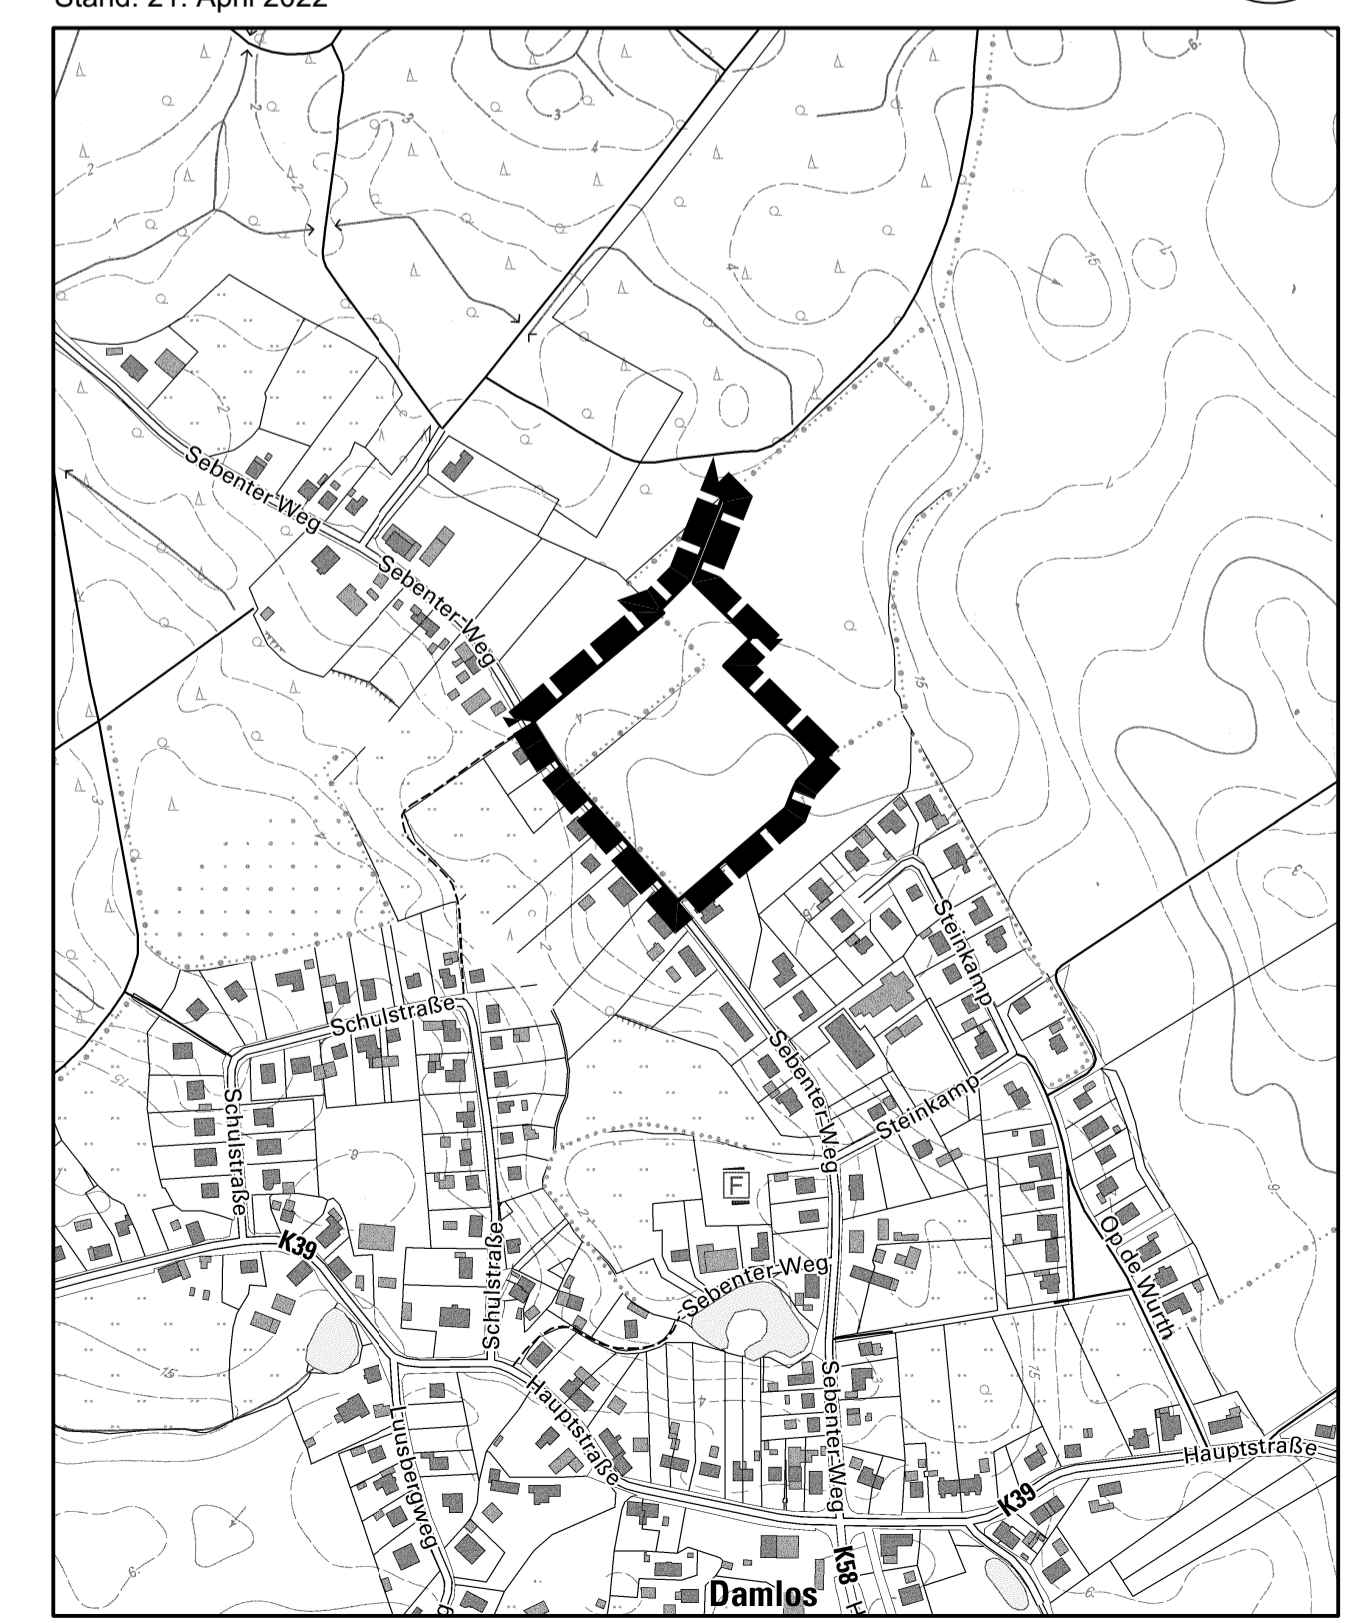 Stand: 21. April 2022
Sebenter-Weg
Sebenter-Weg
Steinkamp
Schulstraße
Sebenter-Weg
Schulstraße
Steinkamp
F
K39
Schulstraße
Sebenter-Weg
Op de Wurth
Hauptstraße
Sebenter-Weg
Luusbergweg
Hauptstraße
K39
K58
Damlos